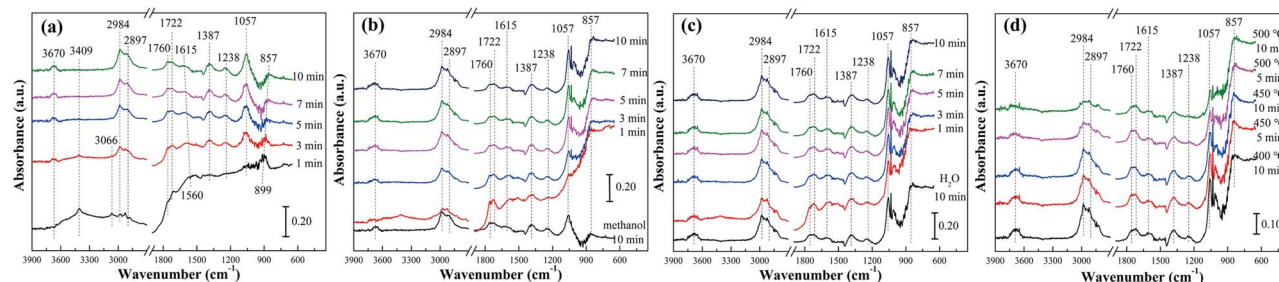 (a)
2984
1722
1057
3670 3409
2897
1760 1615
1387
1238
857
10 min
7 min
5 min
3066
3 min
1 min
1560
899
0.20
Absorbance (a.u.)
3900 3600 3300 3000 1800 1500 1200 900 600
Wavenumber (cm-1)
(b)
1615
1057
857
10 min
2984
3670
2897
1722
1238
1760
1387
7 min
5 min
3 min
1 min
0.20
methanol
10 min
Absorbance (a.u.)
3900 3600 3300 3000 1800 1500 1200 900 600
Wavenumber (cm-1)
(c)
857
1615
1057
10 min
2984
1722
3670
2897
1760
1238
1387
7 min
5 min
3 min
1 min
H2O
10 min
0.20
Absorbance (a.u.)
3900 3600 3300 3000 1800 1500 1200 900 600
Wavenumber (cm-1)
(d)
857
1057
500 °C
10 min
1615
2984
1722
500 °C
5 min
3670
2897
1760
1238
1387
450 °C
10 min
450 °C
5 min
400 °C
10 min
0.10
Absorbance (a.u.)
3900 3600 3300 3000 1800 1500 1200 900 600
Wavenumber (cm-1)